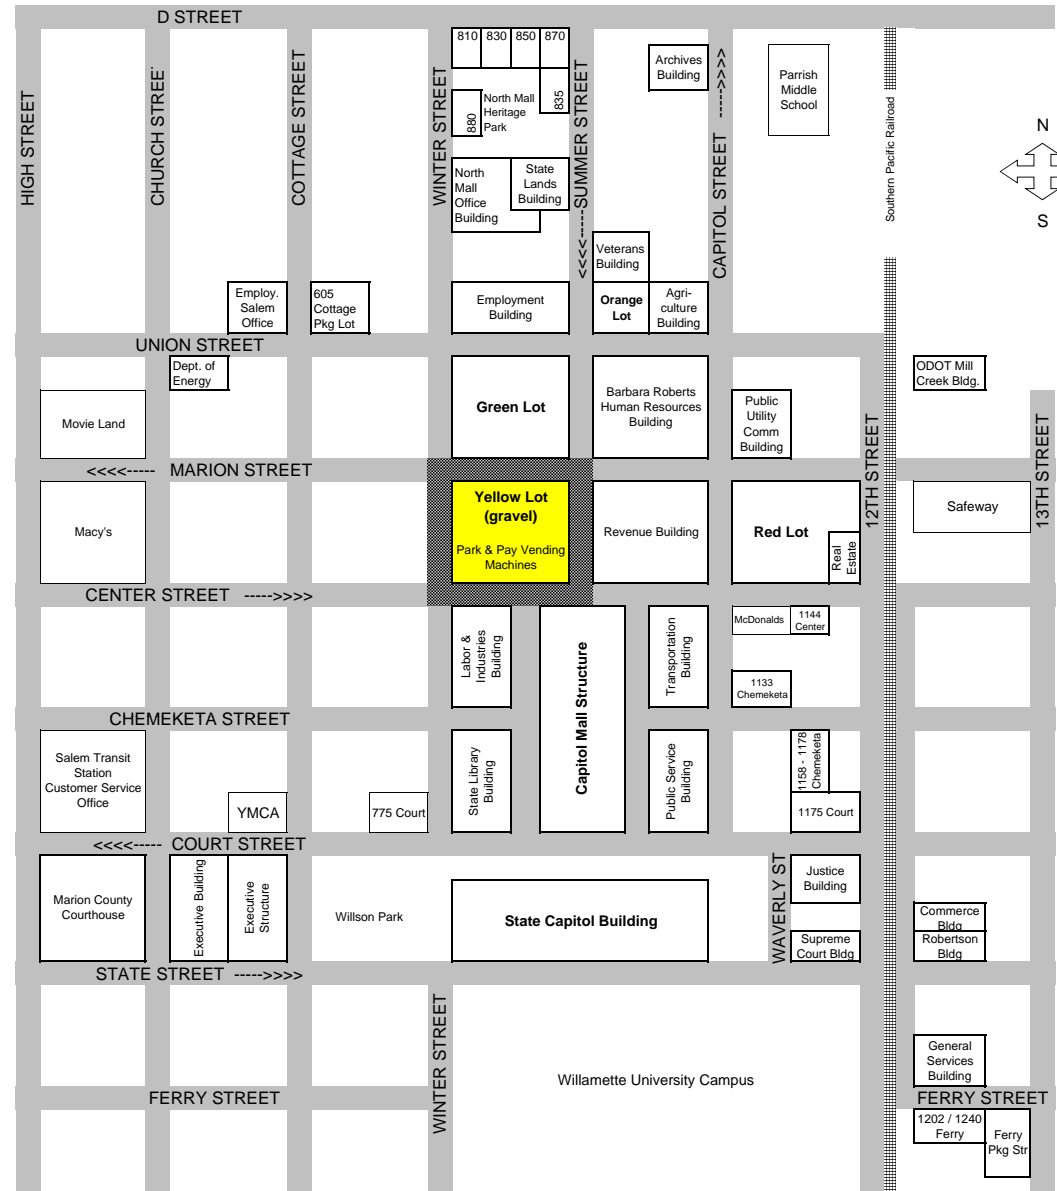 D STREET
HIGH STREET
CHURCH STREE
COTTAGE STREET
WINTER STREET
810
830
850
870
835
880
North Mall
Heritage
Park
<<<<-----SUMMER STREET
Archives
Building
CAPITOL STREET ----->>>>
Parrish
Middle
School
Southern Pacific Railroad
N
S
North
Mall
Office
Building
State
Lands
Building
Veterans
Building
Employ.
Salem
Office
605
Cottage
Pkg Lot
Employment
Building
Orange
Lot
Agri-
culture
Building
UNION STREET
Dept. of
Energy
Movie Land
Green Lot
Barbara Roberts
Human Resources
Building
Public
Utility
Comm
Building
12TH STREET
ODOT Mill
Creek Bldg.
13TH STREET
<<<<----- MARION STREET
Macy's
Yellow Lot
(gravel)
Park & Pay Vending
Machines
Revenue Building
Red Lot
Real
Estate
Safeway
CENTER STREET ----->>>>
Labor &
Industries
Building
Capitol Mall Structure
Transportation
Building
McDonalds
1144
Center
1133
Chemeketa
CHEMEKETA STREET
Salem Transit
Station
Customer Service
Office
YMCA
775 Court
State Library
Building
Public Service
Building
1158 - 1178
Chemeketa
1175 Court
<<<<----- COURT STREET
Marion County
Courthouse
Executive Building
Executive
Structure
Willson Park
State Capitol Building
WAVERLY ST
Justice
Building
Supreme
Court Bldg
Commerce
Bldg
Robertson
Bldg
STATE STREET ----->>>>
WINTER STREET
Willamette University Campus
General
Services
Building
FERRY STREET
FERRY STREET
1202 / 1240
Ferry
Ferry
Pkg Str